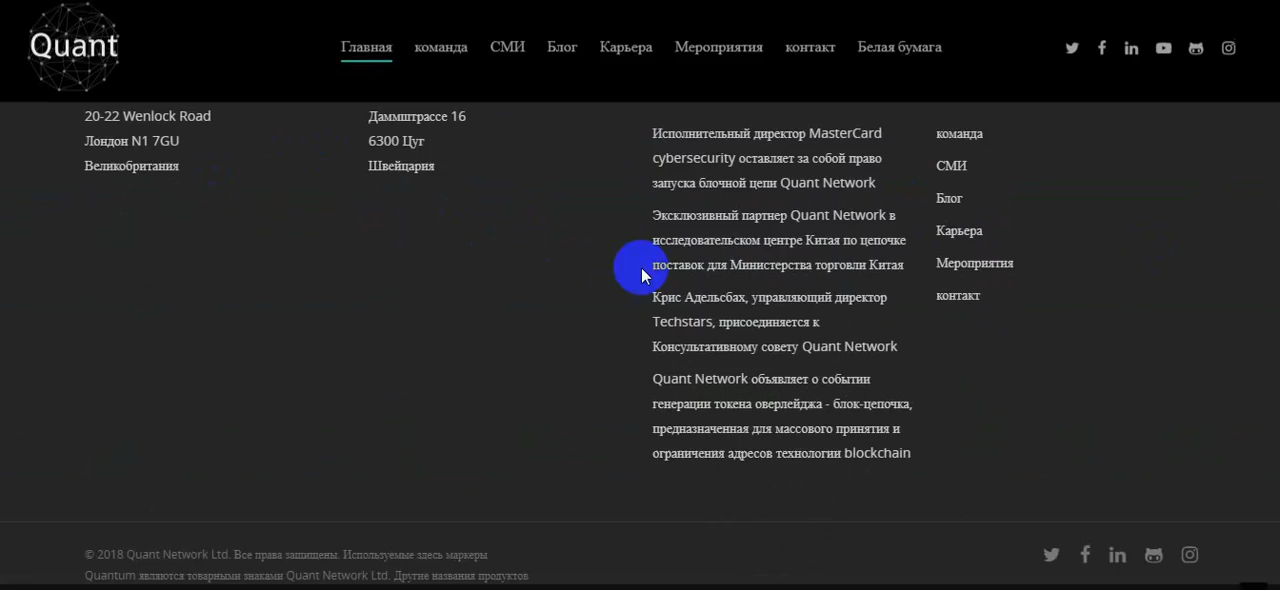 Quant
Главная команда СМИ Блог Карьера Мероприятия контакт Белая бумага
20-22 Wenlock Road
Лондон N1 7GU
Великобритания
Даммштрассе 16
6300 Цуг
Швейцария
Исполнительный директор MasterCard
cybersecurity оставляет за собой право
запуска блочной цепи Quant Network
Эксклюзивный партнер Quant Network в
исследовательском центре Китая по цепочке
поставок для Министерства торговли Китая
Крис Адельсбах, управляющий директор
Techstars, присоединяется к
Консультативному совету Quant Network
Quant Network объявляет о событии
генерации токена оверлейджа - блок-цепочка,
предназначенная для массового принятия и
ограничения адресов технологии blockchain
команда
СМИ
Блог
Карьера
Мероприятия
контакт
© 2018 Quant Network Ltd. Все права защищены. Используемые здесь маркеры
Quantum являются товарными знаками Quant Network Ltd. Другие названия продуктов